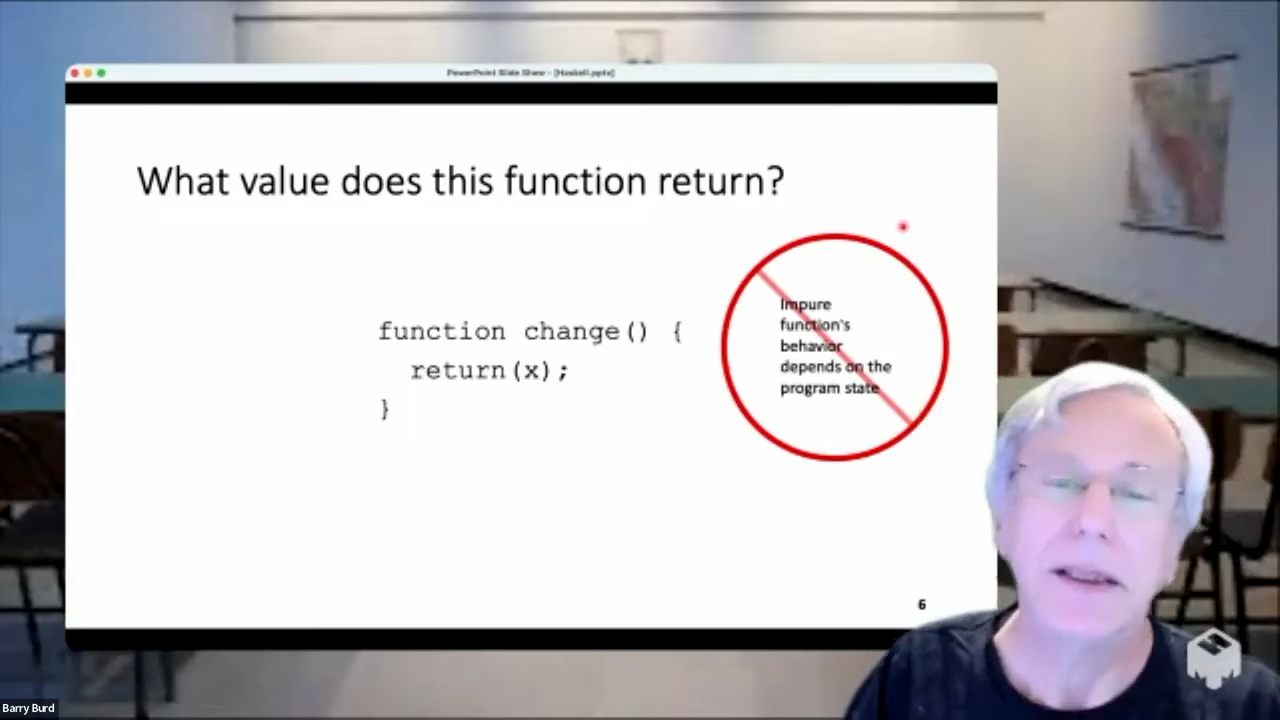 PowerPoint Slide Show - [Haskell.pptx]
What value does this function return?
function change() {
return(x);
}
Impure
function's
behavior
depends on the
program state
6
Barry Burd